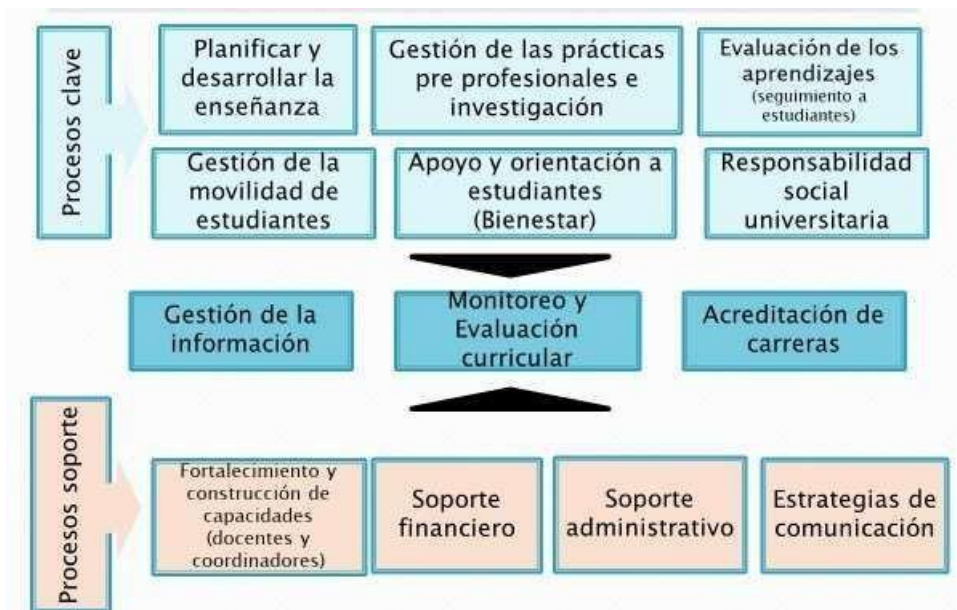 Procesos clave
Planificar y
desarrollar la
enseñanza
Gestión de las prácticas
pre profesionales e
investigación
Evaluación de los
aprendizajes
(seguimiento a
estudiantes)
Gestión de la
movilidad de
estudiantes
Apoyo y orientación a
estudiantes
(Bienestar)
Responsabilidad
social
universitaria
Gestión de la
información
Monitoreo y
Evaluación
curricular
Acreditación de
carreras
Procesos soporte
Fortalecimiento y
construcción de
capacidades
(docentes y
coordinadores)
Soporte
financiero
Soporte
administrativo
Estrategias de
comunicación